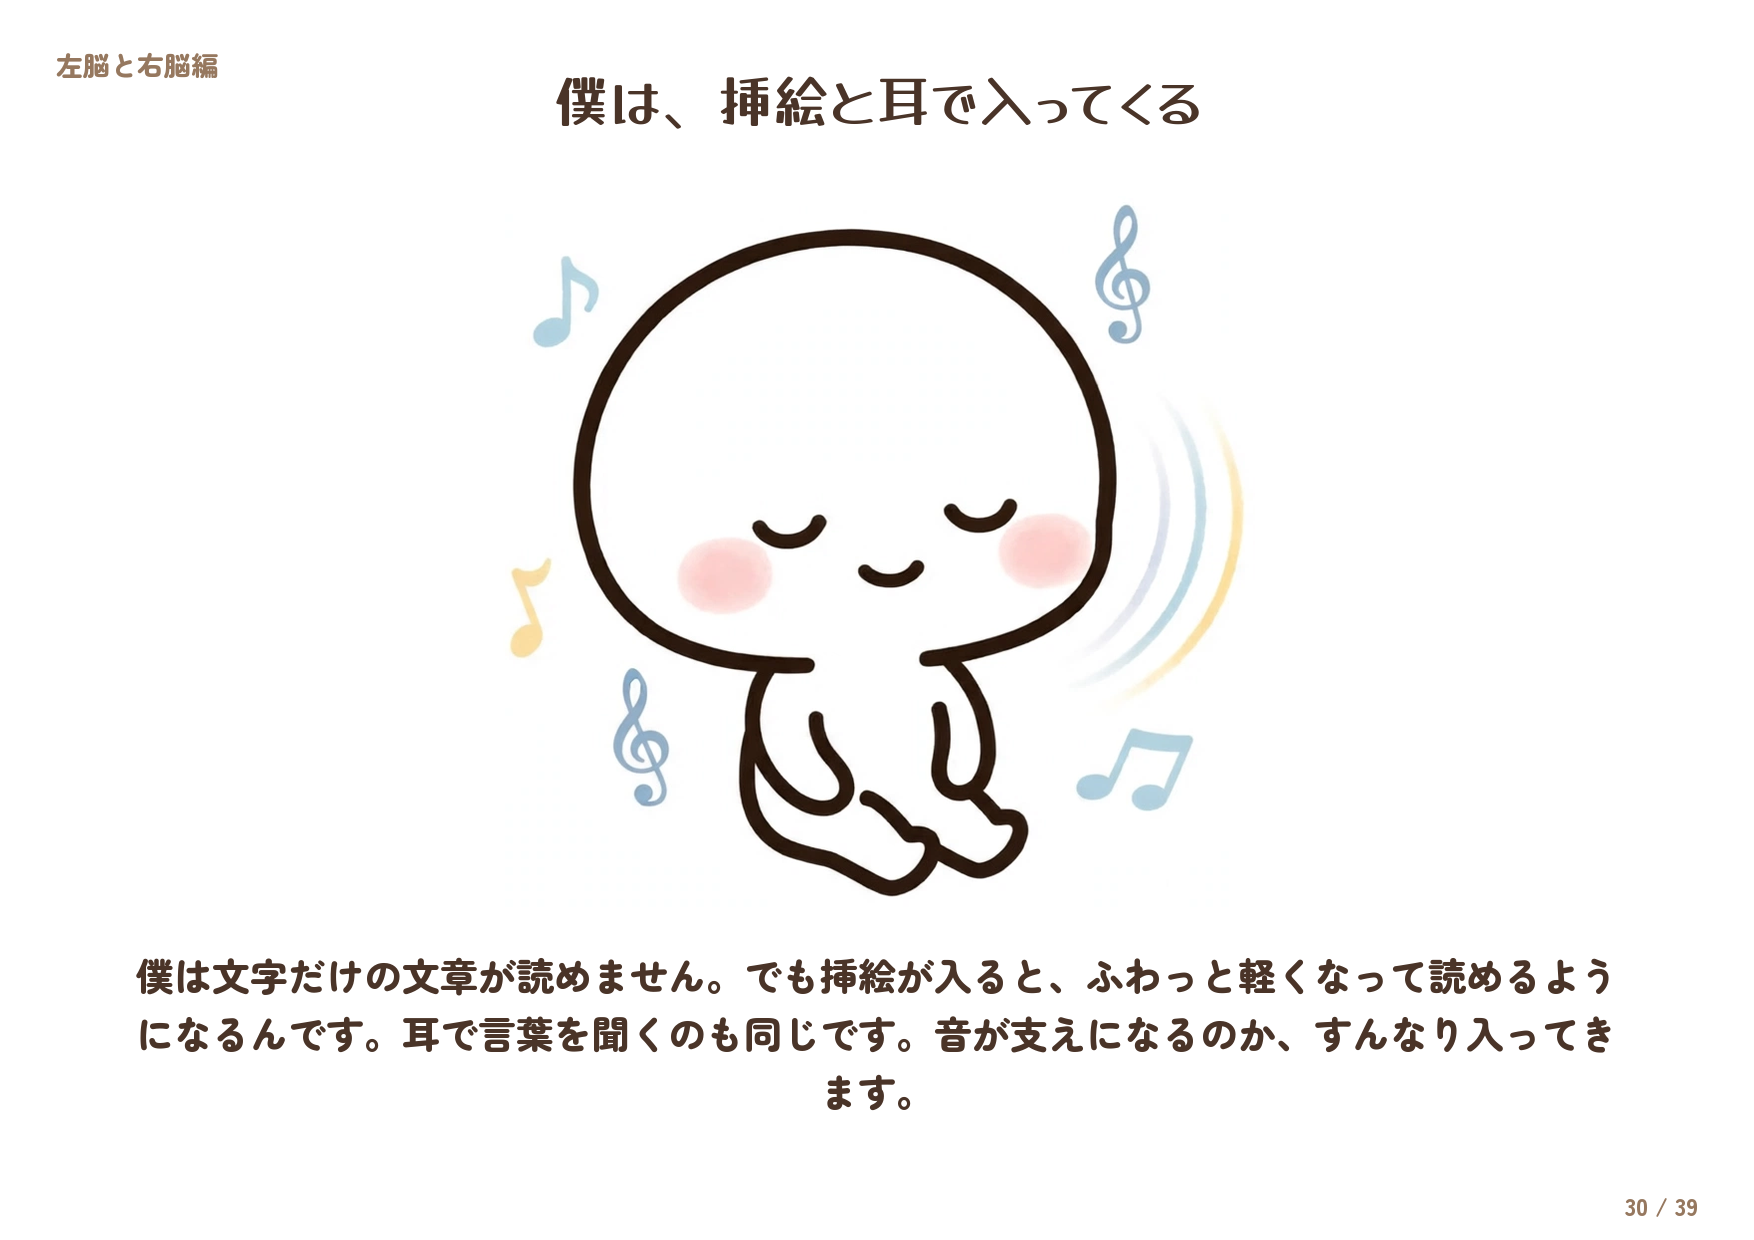 左脳と右脳編
僕は、挿絵と耳で入ってくる
僕は文字だけの文章が読めません。でも挿絵が入ると、ふわっと軽くなって読めるよう
になるんです。耳で言葉を聞くのも同じです。音が支えになるのか、すんなり入ってき
ます。
30 / 39